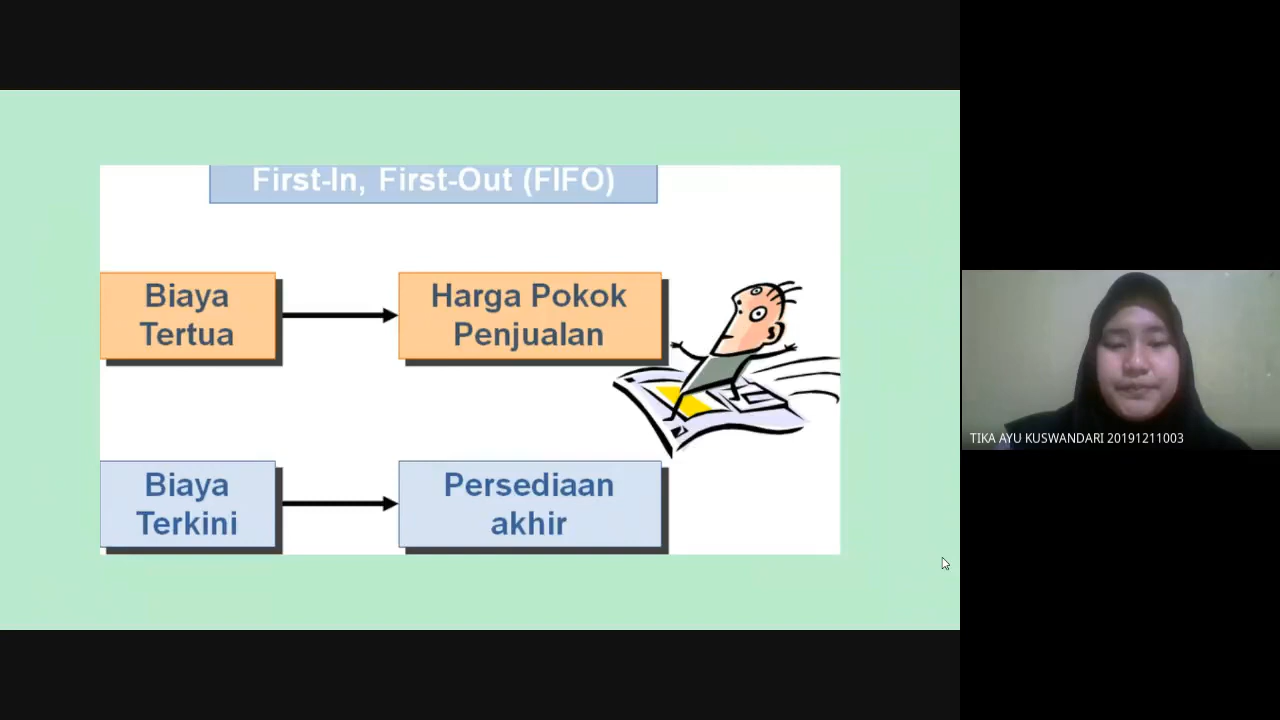 First-In, First-Out (FIFO)
Biaya
Tertua
Harga Pokok
Penjualan
Biaya
Terkini
Persediaan
akhir
TIKA AYU KUSWANDARI 20191211003